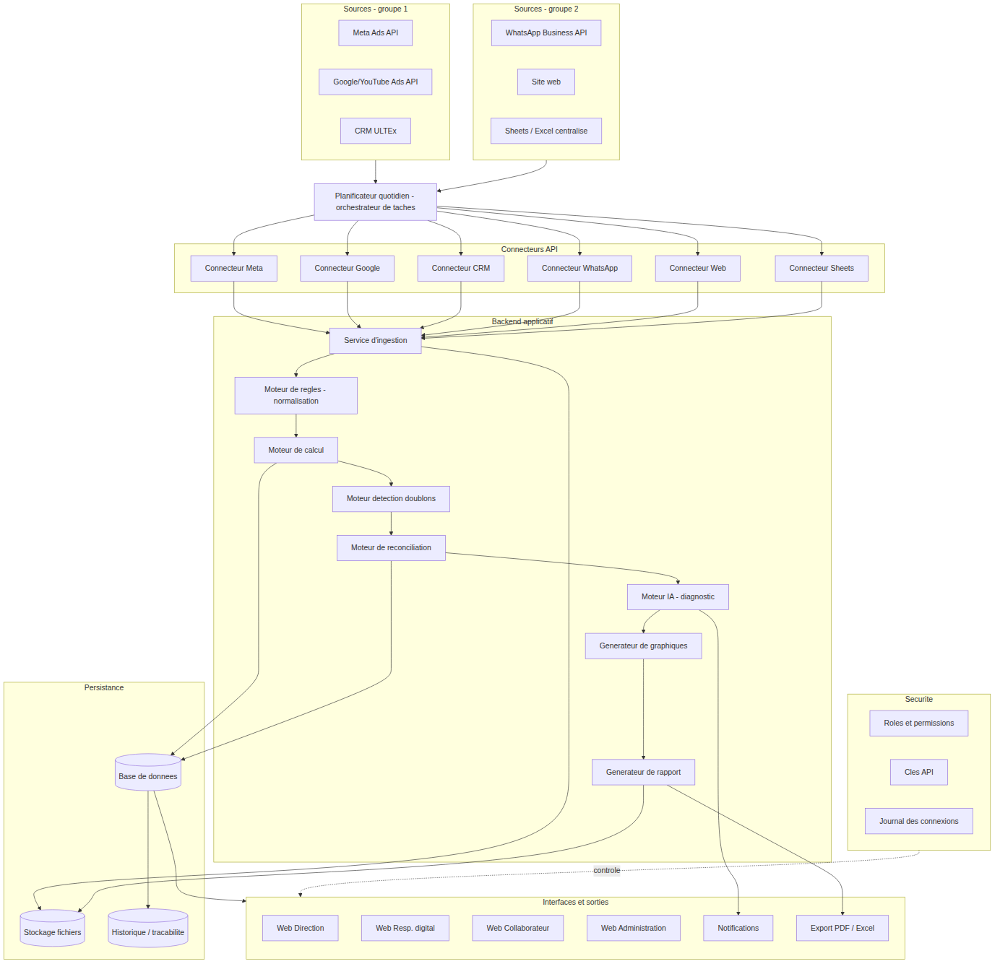 Sources - groupe 1
Meta Ads API
Google/YouTube Ads API
CRM ULTEx
Sources - groupe 2
WhatsApp Business API
Site web
Sheets / Excel centralise
Planificateur quotidien -
orchestrateur de taches
Connecteurs API
Connecteur Meta
Connecteur Google
Connecteur CRM
Connecteur WhatsApp
Connecteur Web
Connecteur Sheets
Backend applicatif
Service d'ingestion
Moteur de regles -
normalisation
Moteur de calcul
Moteur detection doublons
Moteur de reconciliation
Moteur IA - diagnostic
Generateur de graphiques
Generateur de rapport
Persistance
Base de donnees
Stockage fichiers
Historique / tracabilite
Securite
Roles et permissions
Cles API
Journal des connexions
controle
Interfaces et sorties
Web Direction
Web Resp. digital
Web Collaborateur
Web Administration
Notifications
Export PDF / Excel